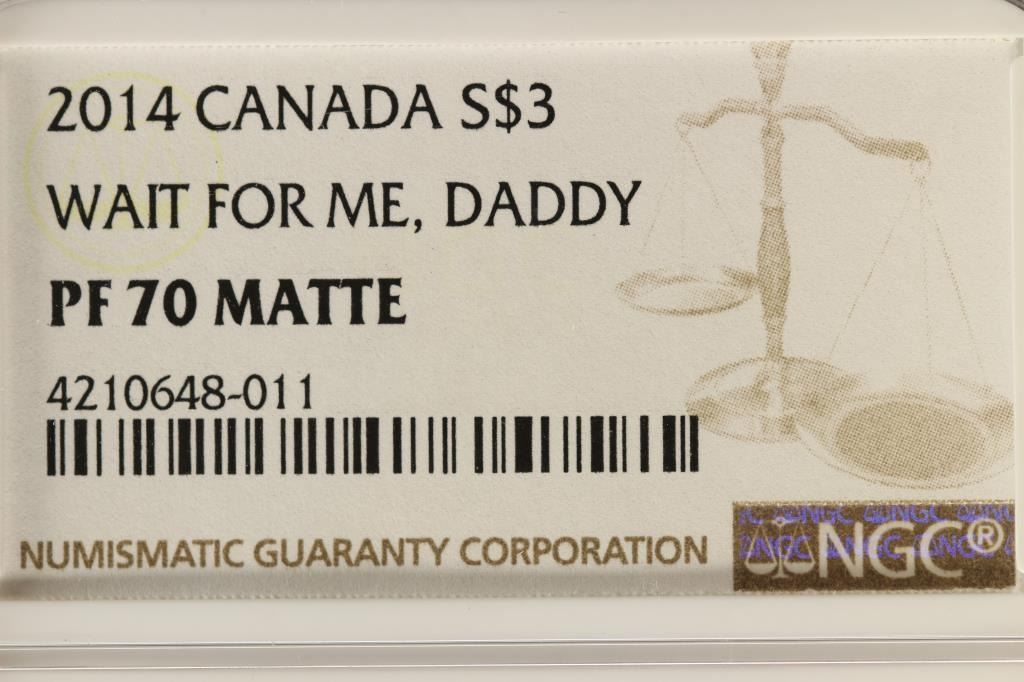 2014 CANADA S$3
WAIT FOR ME, DADDY
PF 70 MATTE
4210648-011
NUMISMATIC GUARANTY CORPORATION
NGC®